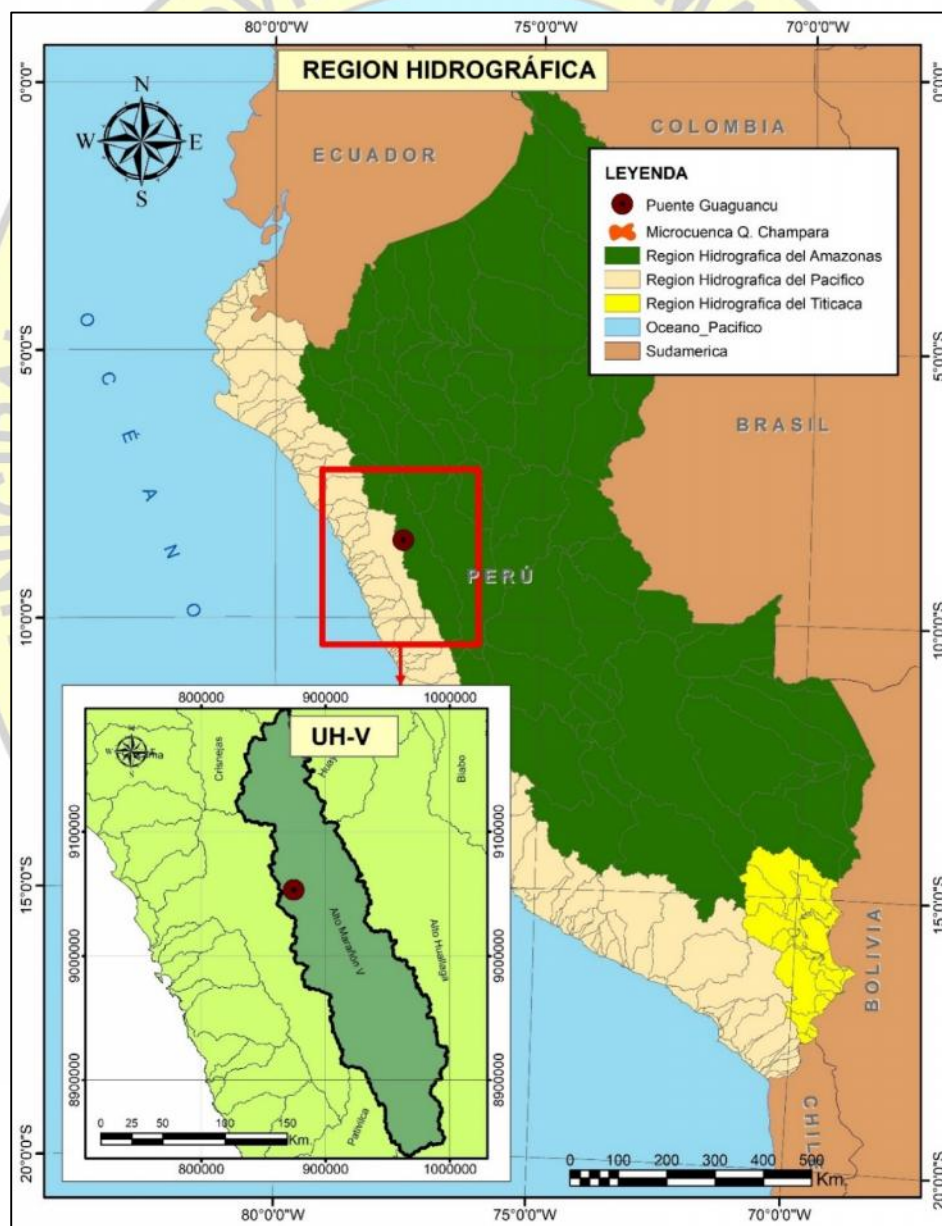 80°0'0"W 75°0'0"W 70°0'0"W
REGION HIDROGRÁFICA
0°0'0" 0°0'0"
N
W E
S
COLOMBIA
ECUADOR
LEYENDA
Puente Guaguancu
Microcuenca Q. Champara
Region Hidrografica del Amazonas
Region Hidrografica del Pacifico
Region Hidrografica del Titicaca
Oceano_Pacifico
Sudamerica
5°0'0"S 5°0'0"S
OCÉANO
BRASIL
PERÚ
10°0'0"S 10°0'0"S
800000 900000 1000000
UH-V
N
W E
S
Crisnejas
Biabo
9100000 9100000
15°0'0"S 15°0'0"S
Alto Marañón V
Alto Huallaga
BOLIVIA
9000000 9000000
8900000 8900000
Pativilca
0 25 50 100 150
Km.
800000 900000 1000000
CHILE
0 100 200 300 400 500
Km.
20°0'0"S 20°0'0"S
80°0'0"W 75°0'0"W 70°0'0"W